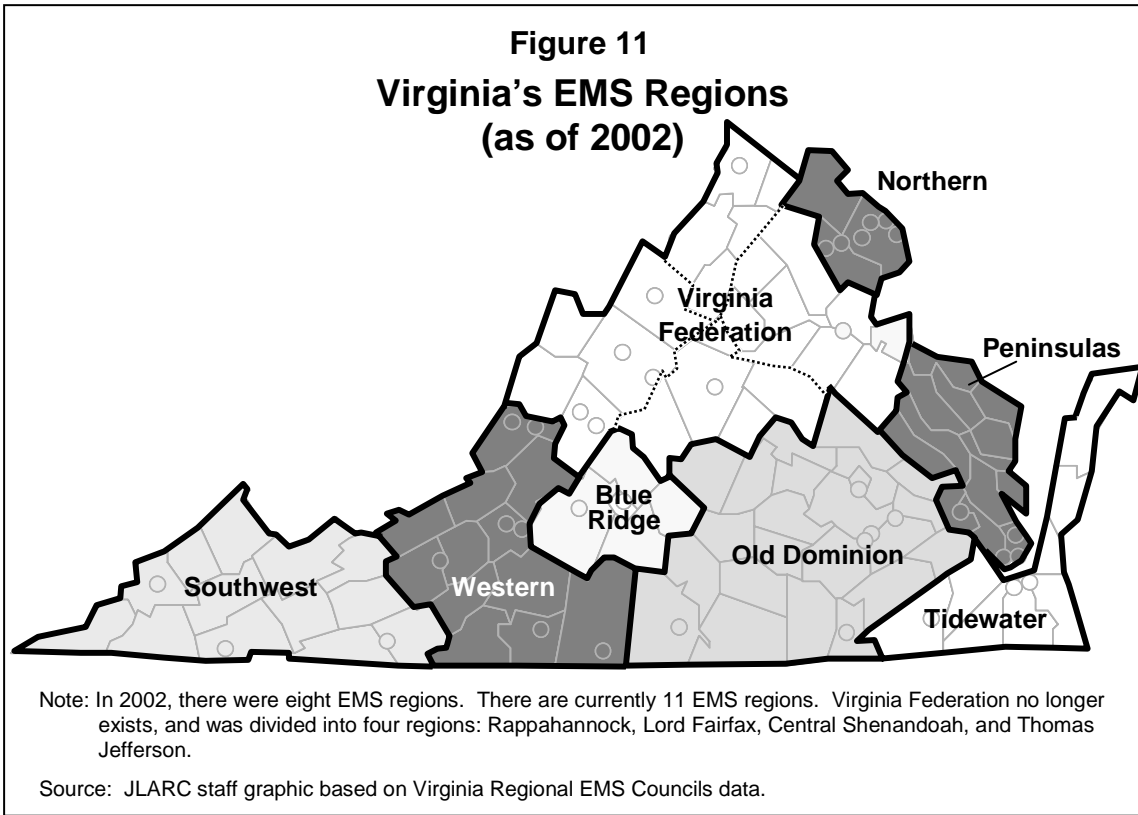 Figure 11
Virginia's EMS Regions
(as of 2002)
Northern
Virginia
Federation
Peninsulas
Blue
Ridge
Old Dominion
Southwest
Western
Tidewater
Note: In 2002, there were eight EMS regions. There are currently 11 EMS regions. Virginia Federation no longer
exists, and was divided into four regions: Rappahannock, Lord Fairfax, Central Shenandoah, and Thomas
Jefferson.
Source: JLARC staff graphic based on Virginia Regional EMS Councils data.